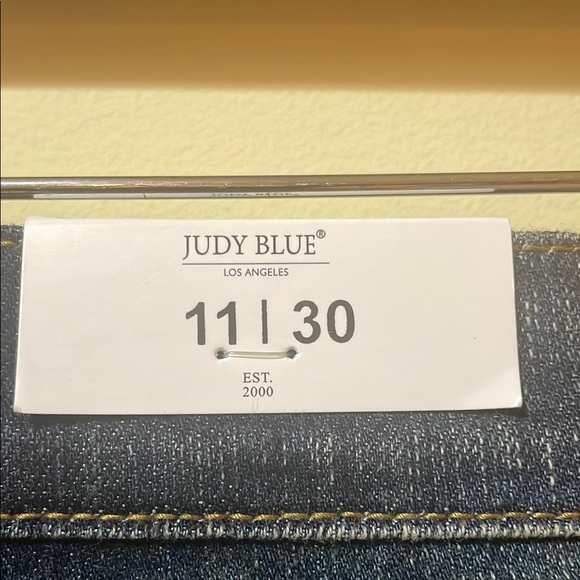 JUDY BLUE®
LOS ANGELES
11 | 30
EST.
2000